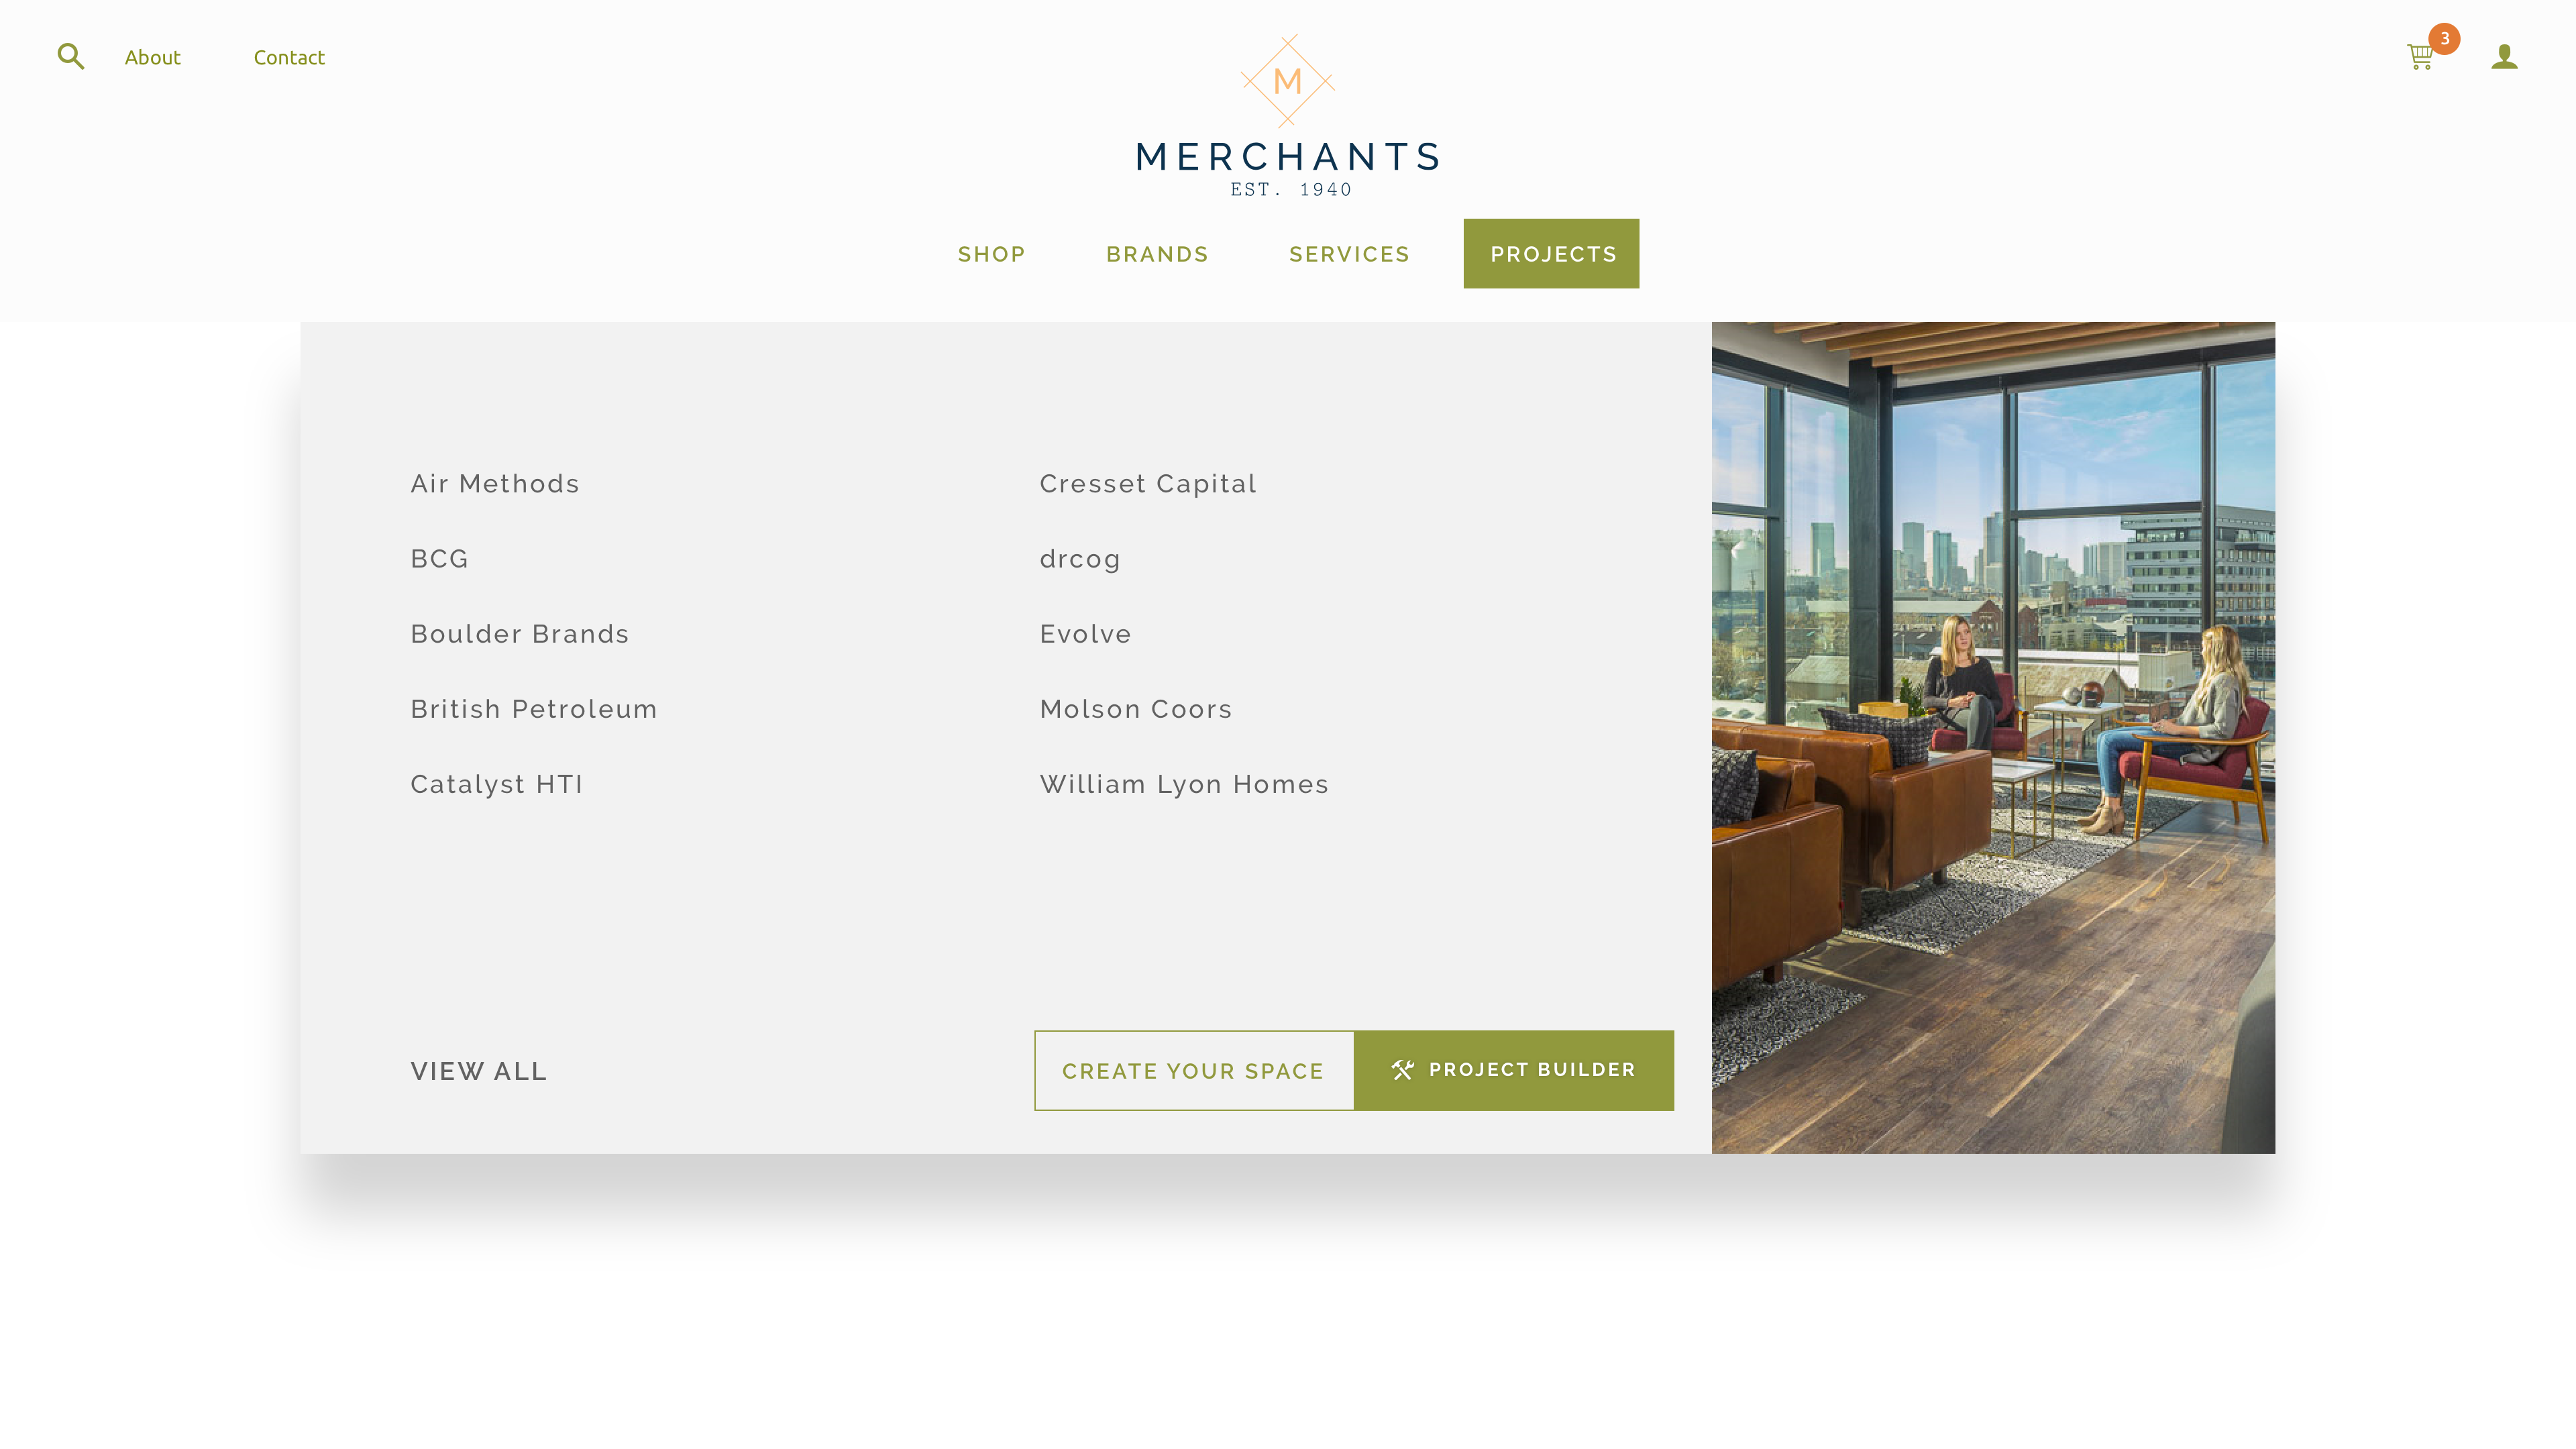 About
Contact
3
M
MERCHANTS
EST. 1940
SHOP
BRANDS
SERVICES
PROJECTS
Air Methods
BCG
Boulder Brands
British Petroleum
Catalyst HTI
Cresset Capital
drcog
Evolve
Molson Coors
William Lyon Homes
VIEW ALL
CREATE YOUR SPACE
PROJECT BUILDER